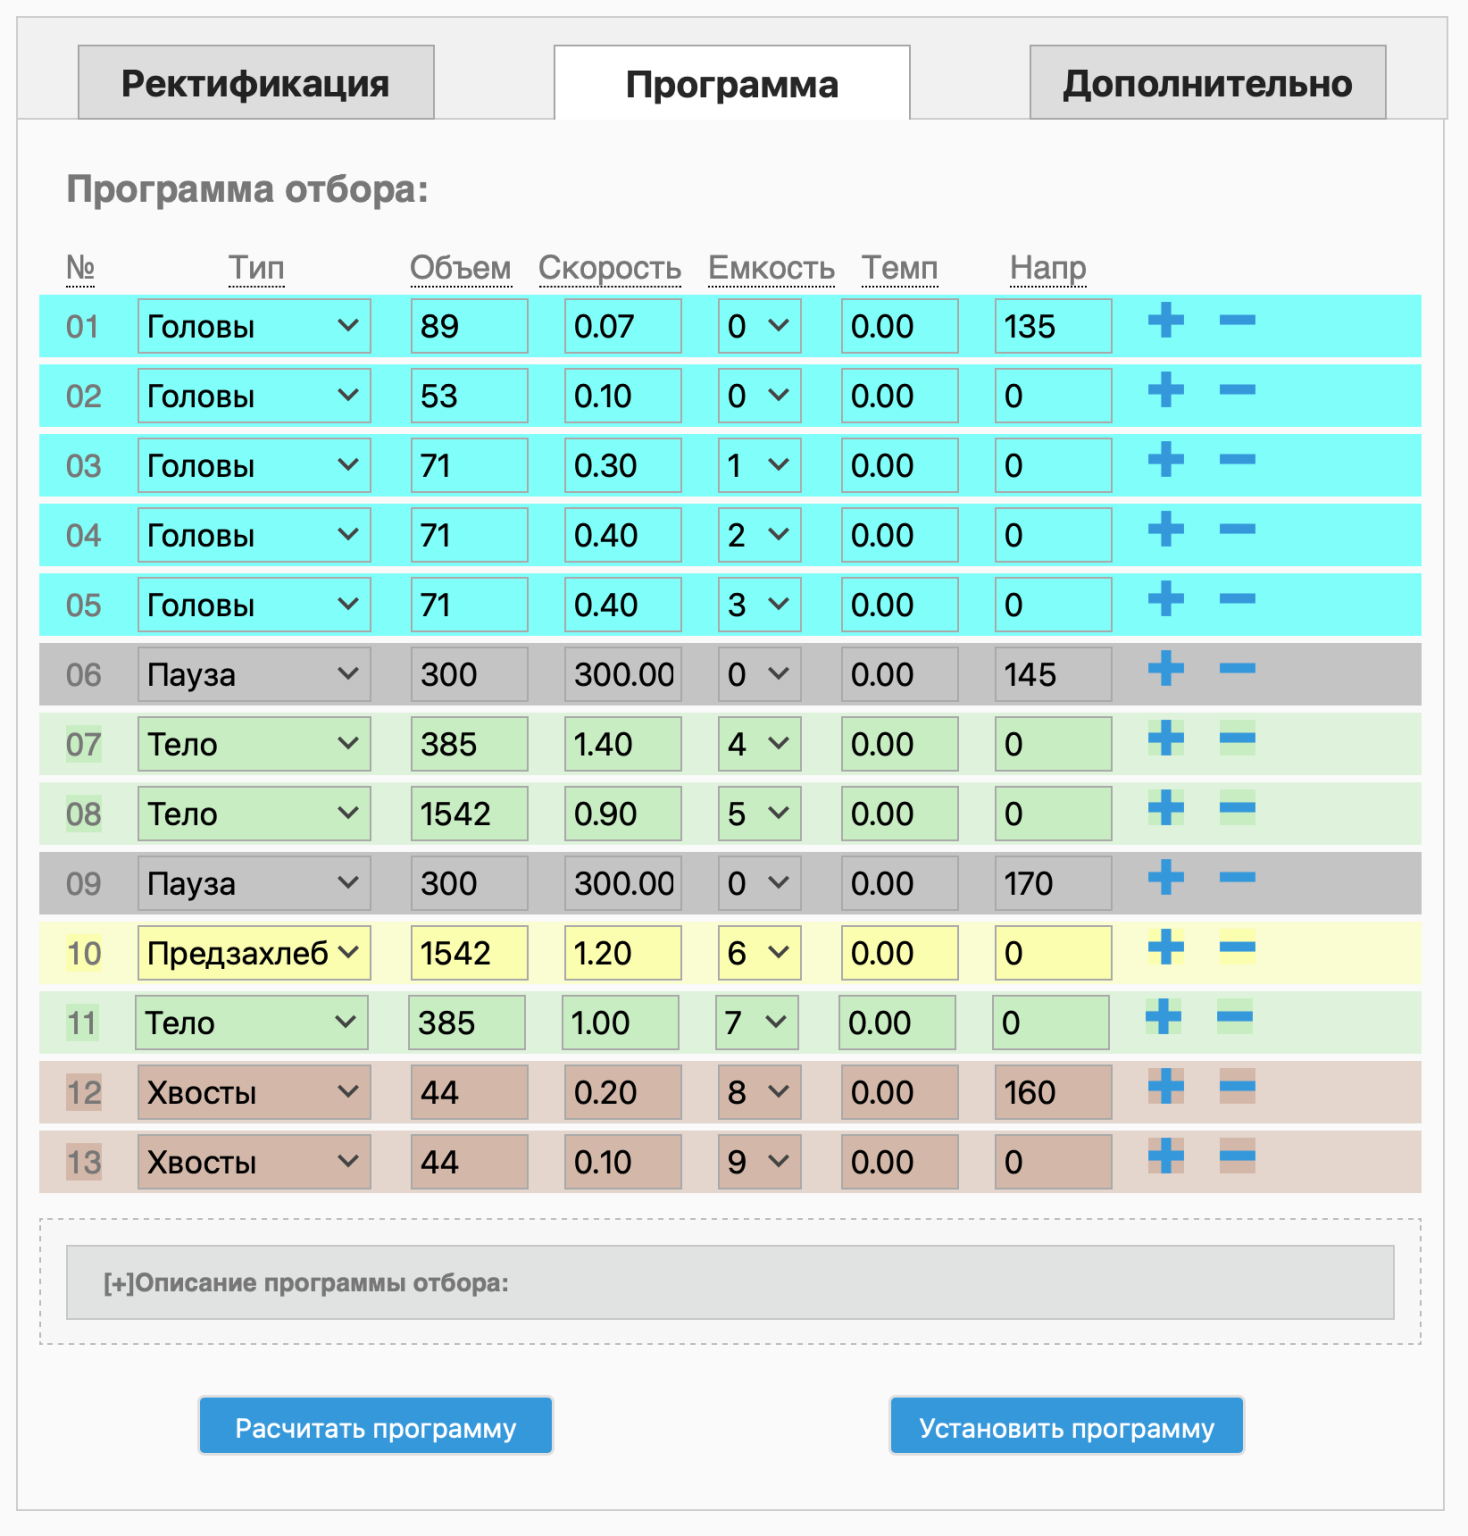 Ректификация Программа Дополнительно
Программа отбора:
№ Тип Объем Скорость Емкость Темп Напр
01 Головы 89 0.07 0 0.00 135
02 Головы 53 0.10 0 0.00 0
03 Головы 71 0.30 1 0.00 0
04 Головы 71 0.40 2 0.00 0
05 Головы 71 0.40 3 0.00 0
06 Пауза 300 300.00 0 0.00 145
07 Тело 385 1.40 4 0.00 0
08 Тело 1542 0.90 5 0.00 0
09 Пауза 300 300.00 0 0.00 170
10 Предзахлеб 1542 1.20 6 0.00 0
11 Тело 385 1.00 7 0.00 0
12 Хвосты 44 0.20 8 0.00 160
13 Хвосты 44 0.10 9 0.00 0
[+]Описание программы отбора:
Расчитать программу Установить программу